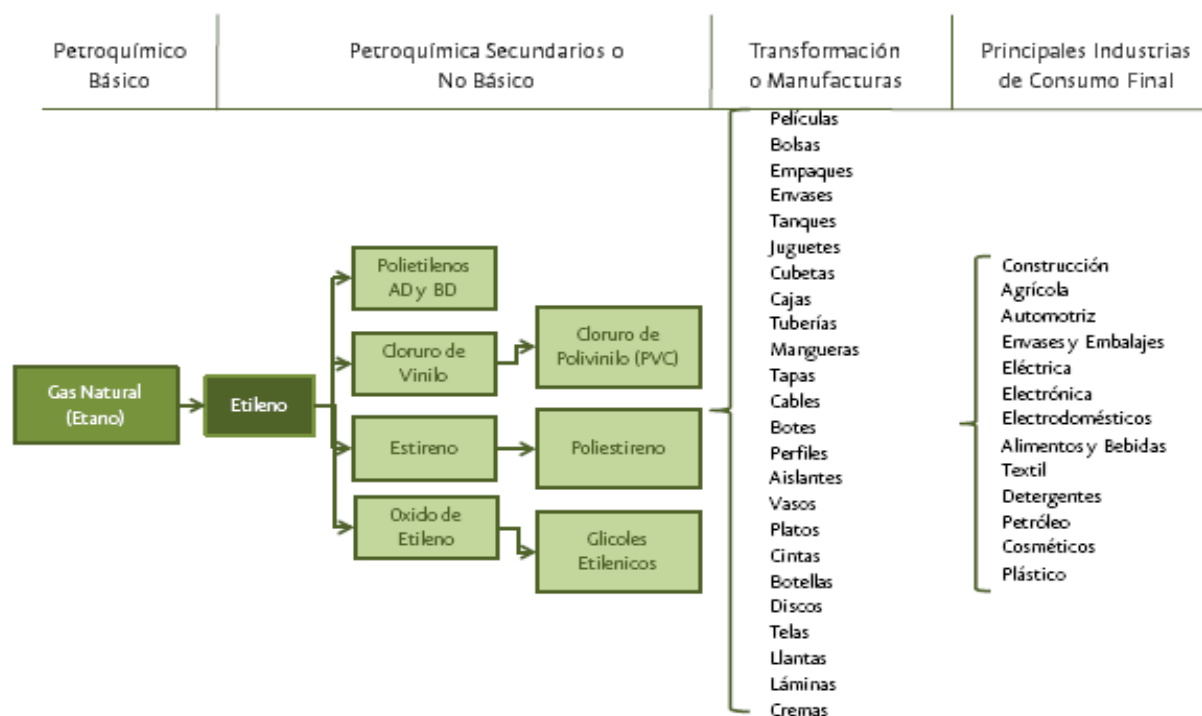 Petroquímico
Básico
Petroquímica Secundarios o
No Básico
Transformación
o Manufacturas
Principales Industrias
de Consumo Final
Gas Natural
(Etano)
Etileno
Polietilenos
AD y BD
Cloruro de
Vinilo
Estireno
Oxido de
Etileno
Cloruro de
Polivinilo (PVC)
Poliestireno
Glicoles
Etilenicos
Películas
Bolsas
Empaques
Envases
Tanques
Juguetes
Cubetas
Cajas
Tuberías
Mangueras
Tapas
Cables
Botes
Perfiles
Aislantes
Vasos
Platos
Cintas
Botellas
Discos
Telas
Llantas
Láminas
Cremas
Construcción
Agrícola
Automotriz
Envases y Embalajes
Eléctrica
Electrónica
Electrodomésticos
Alimentos y Bebidas
Textil
Detergentes
Petróleo
Cosméticos
Plástico